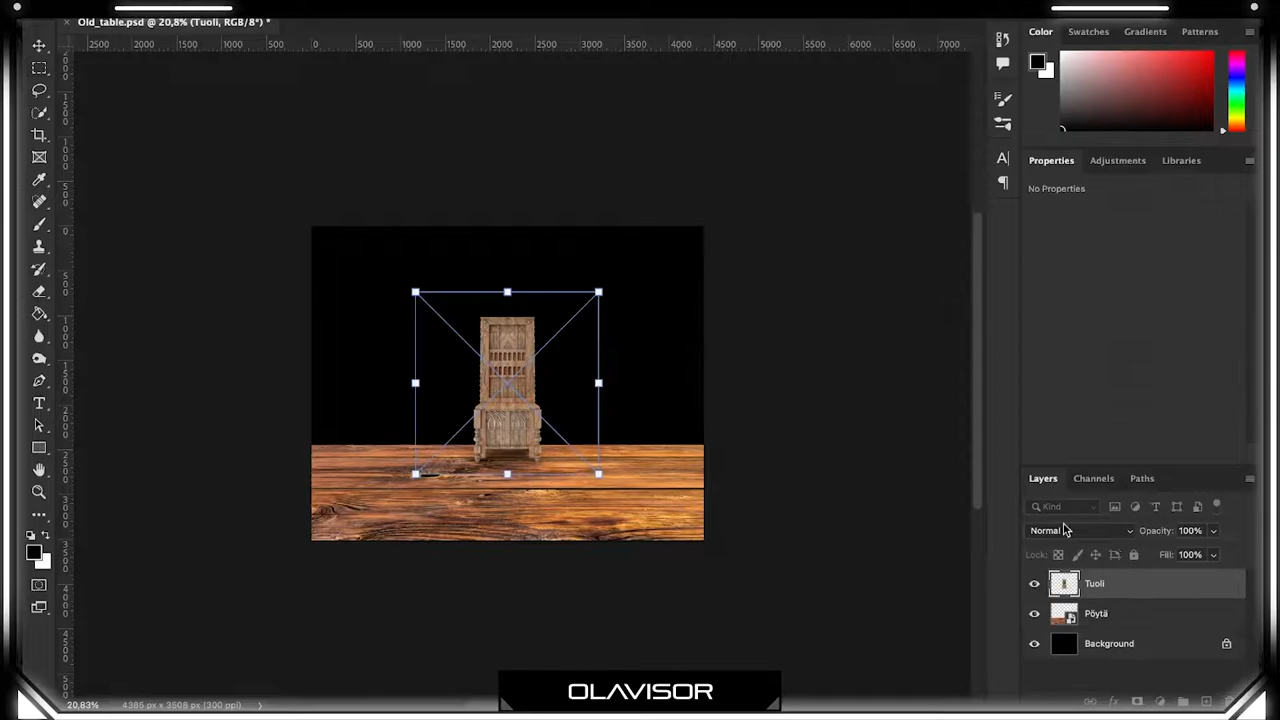 × Old_table.psd @ 20,8% (Tuoli, RGB/8*) *
2500 2000 1500 1000 500 0 500 1000 1500 2000 2500 3000 3500 4000 4500 5000 5500 6000 6500 7000
Color Swatches Gradients Patterns
Properties Adjustments Libraries
No Properties
Layers Channels Paths
Kind
Normal Opacity: 100%
Lock: Fill: 100%
Tuoli
Pöytä
Background
OLAVISOR
20,83% 4385 px x 3508 px (300 ppi)